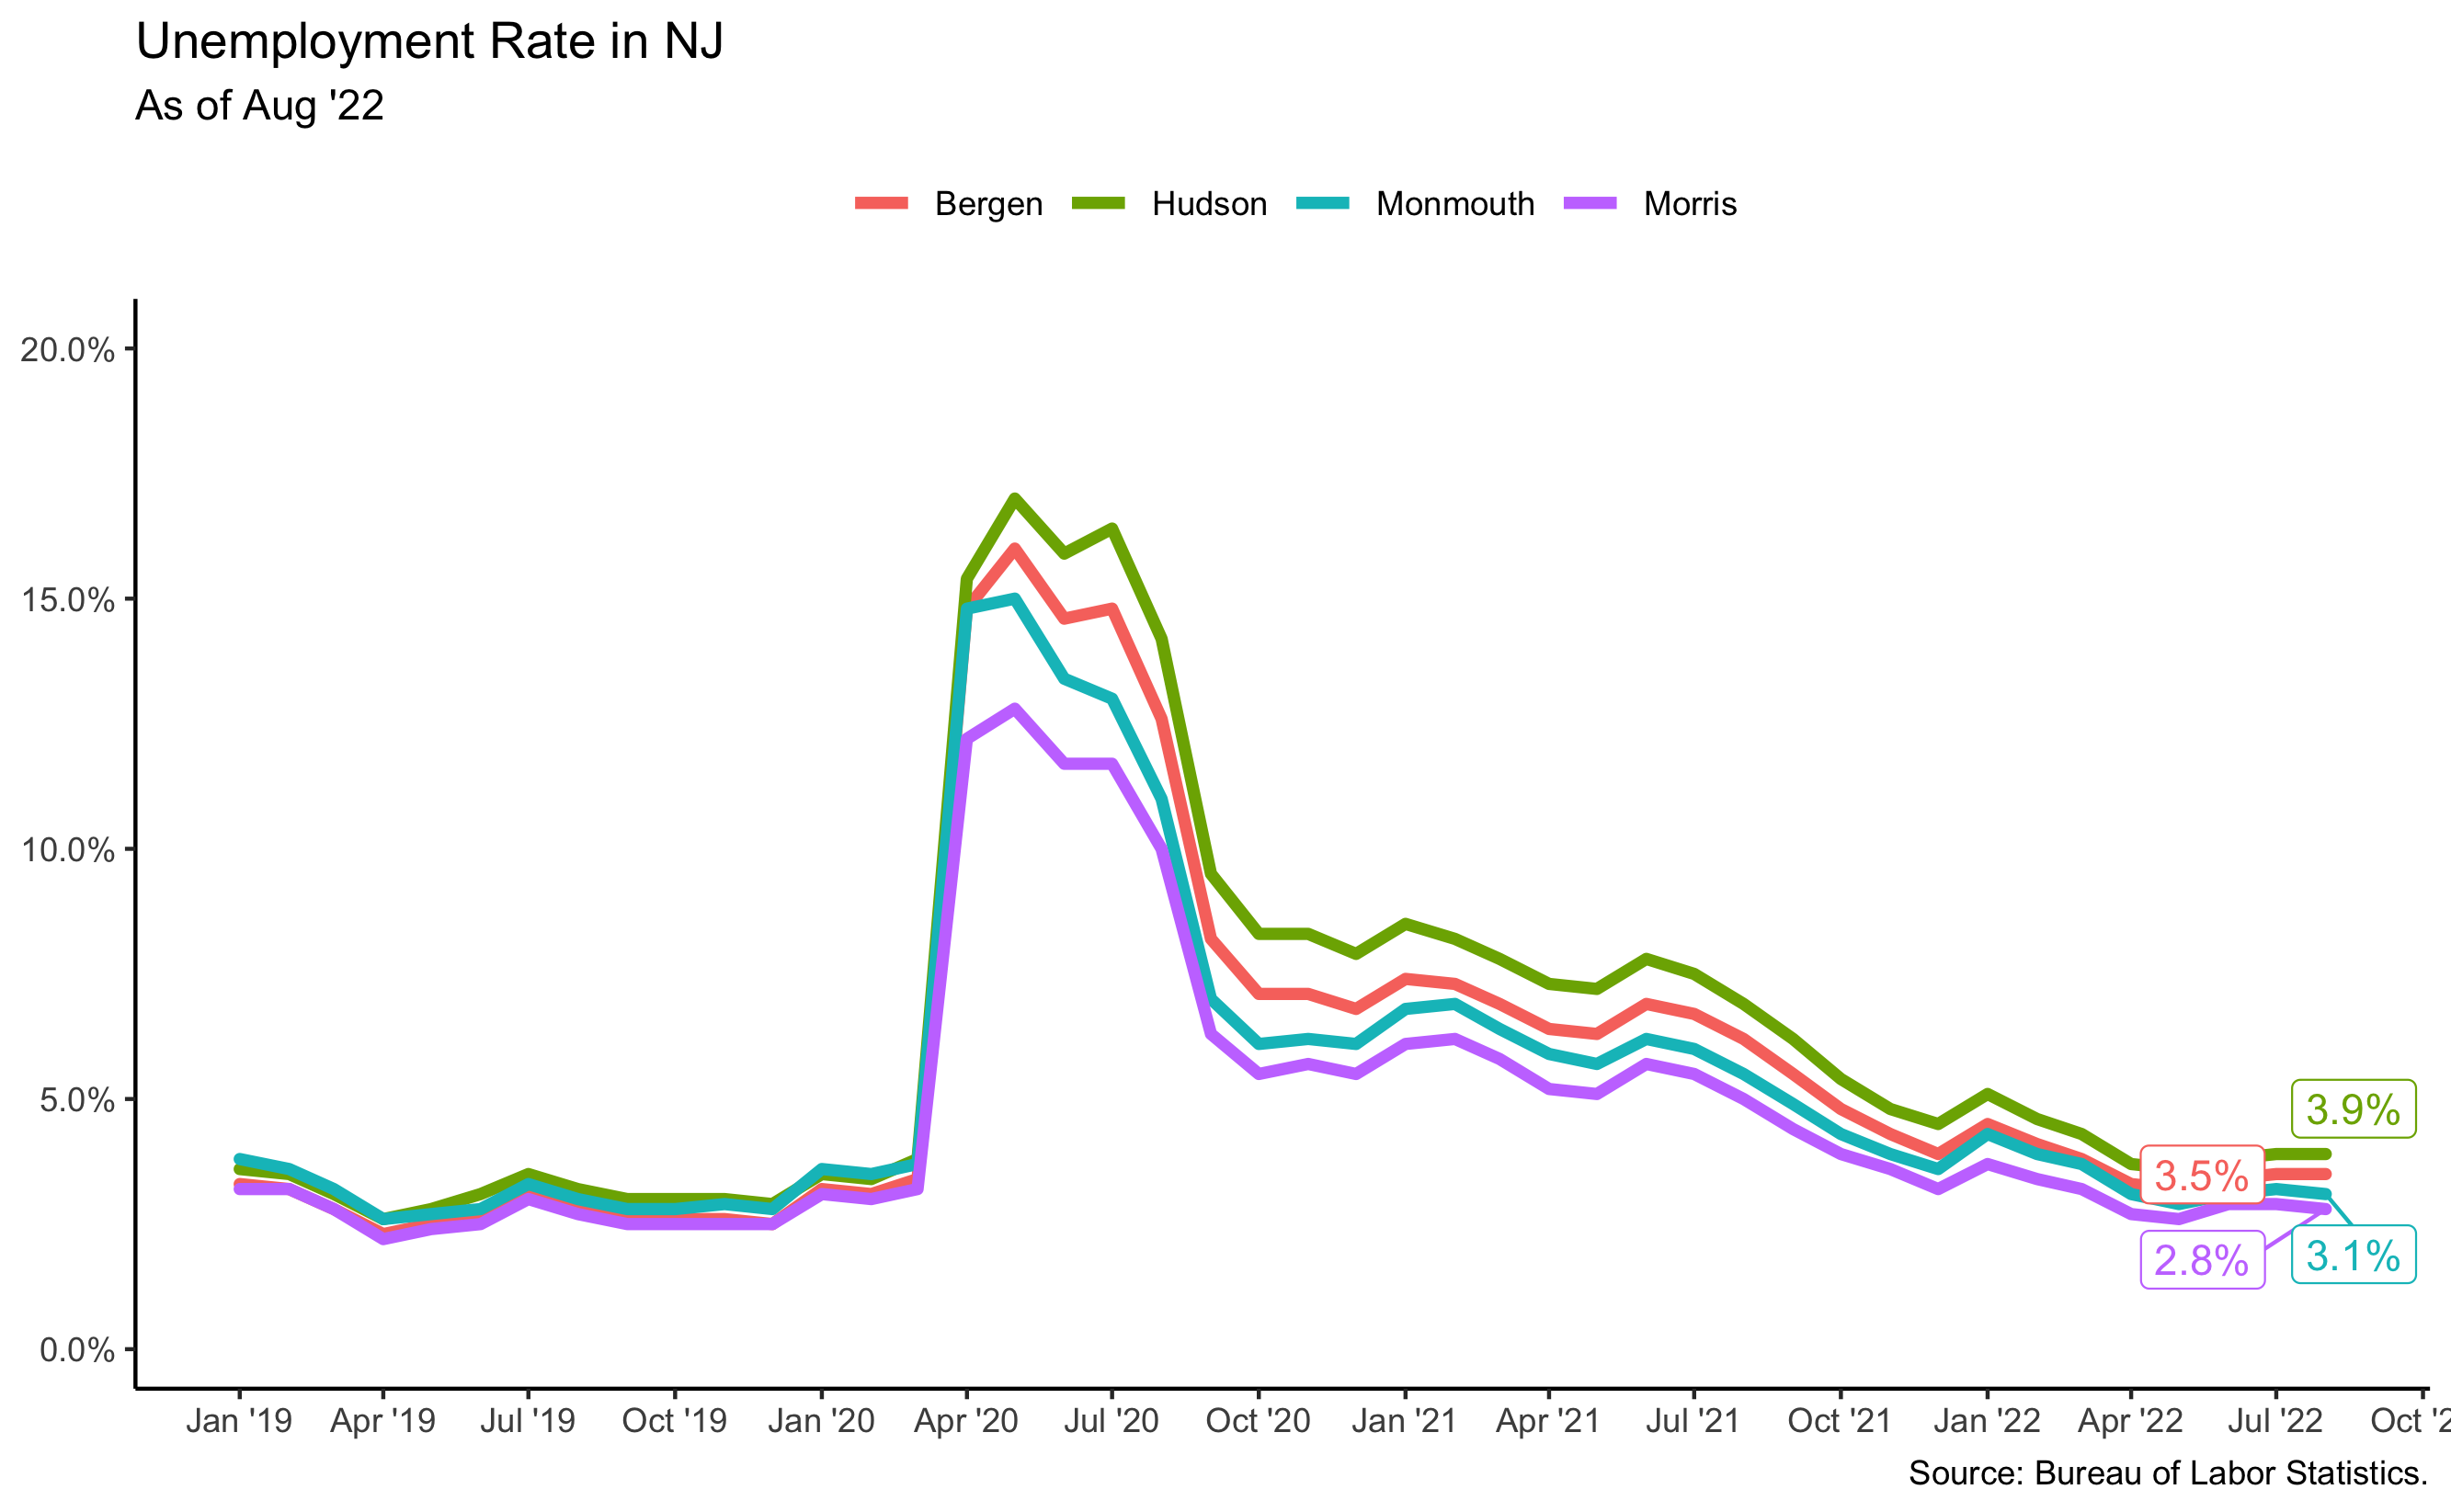 Unemployment Rate in NJ
As of Aug '22
Bergen Hudson Monmouth Morris
20.0%
15.0%
10.0%
5.0%
0.0%
3.9%
3.5%
3.1%
2.8%
Jan '19 Apr '19 Jul '19 Oct '19 Jan '20 Apr '20 Jul '20 Oct '20 Jan '21 Apr '21 Jul '21 Oct '21 Jan '22 Apr '22 Jul '22 Oct
Source: Bureau of Labor Statistics.